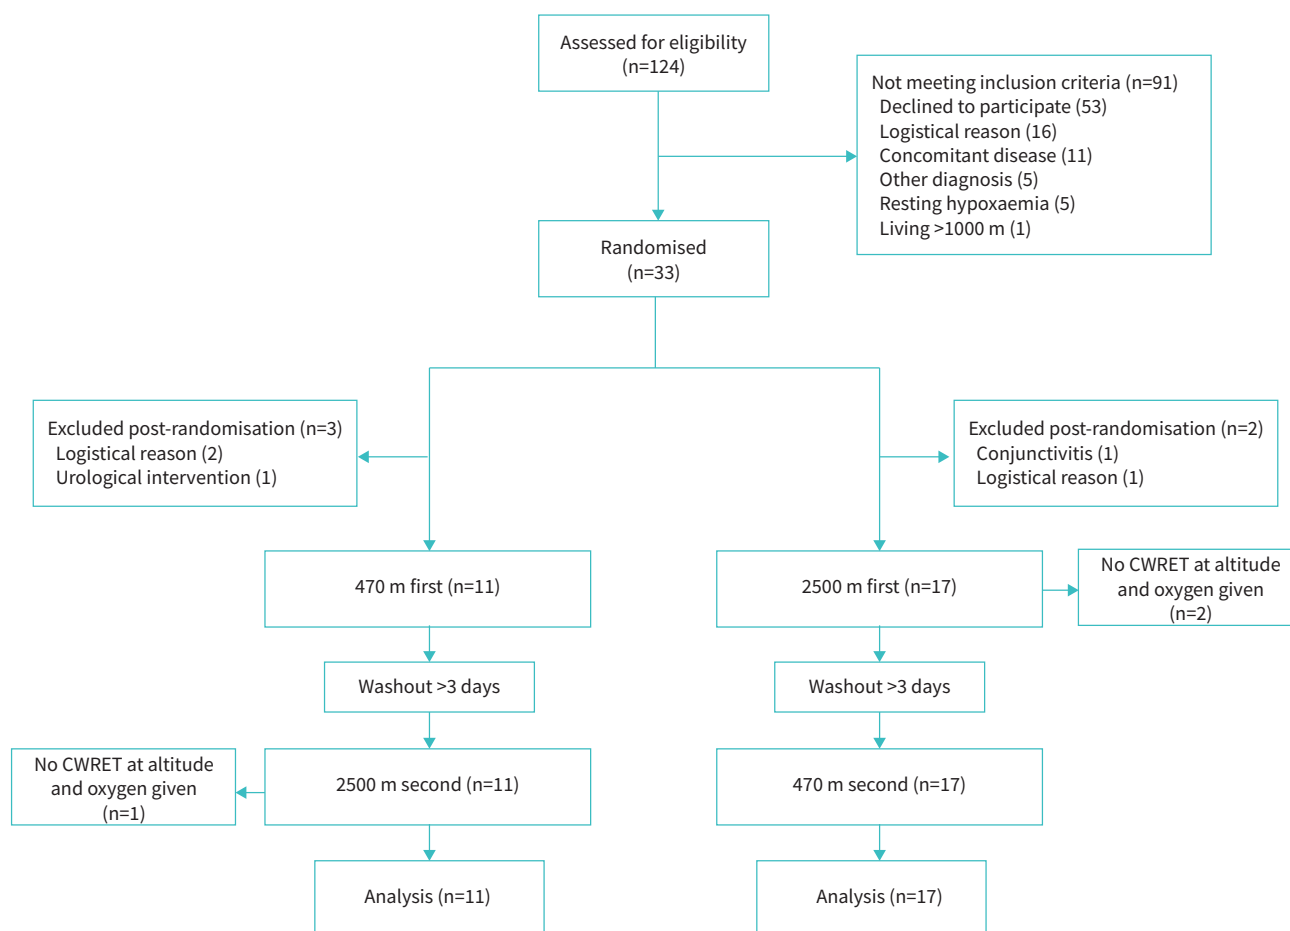 Assessed for eligibility
(n=124)
Not meeting inclusion criteria (n=91)
Declined to participate (53)
Logistical reason (16)
Concomitant disease (11)
Other diagnosis (5)
Resting hypoxaemia (5)
Living >1000 m (1)
Randomised
(n=33)
Excluded post-randomisation (n=3)
Logistical reason (2)
Urological intervention (1)
Excluded post-randomisation (n=2)
Conjunctivitis (1)
Logistical reason (1)
470 m first (n=11)
2500 m first (n=17)
No CWRET at altitude
and oxygen given
(n=2)
Washout >3 days
Washout >3 days
No CWRET at altitude
and oxygen given
(n=1)
2500 m second (n=11)
470 m second (n=17)
Analysis (n=11)
Analysis (n=17)